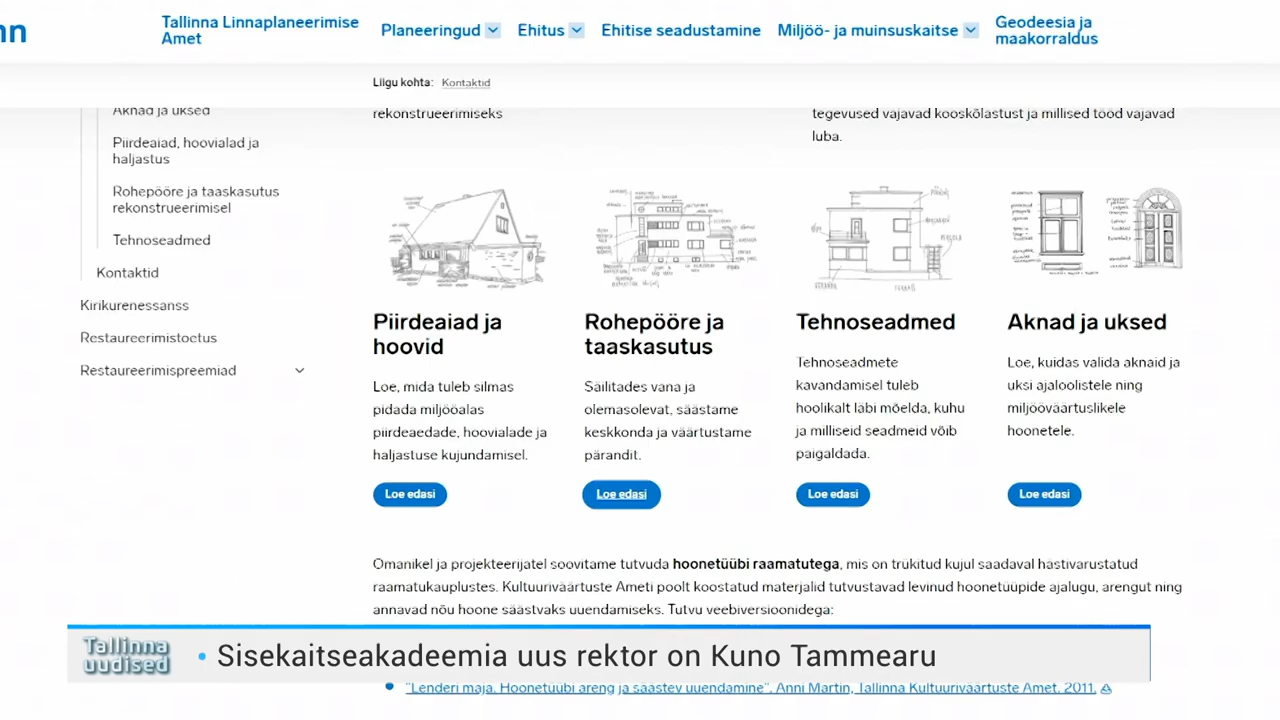 nn
Tallinna Linnaplaneerimise
Amet
Planeeringud
Ehitus
Ehitise seadustamine
Miljöö- ja muinsuskaitse
Geodeesia ja
maakorraldus
Liigu kohta: Kontaktid
Aknad ja uksed
Piirdeaiad, hoovialad ja
haljastus
Rohepööre ja taaskasutus
rekonstrueerimisel
Tehnoseadmed
Kontaktid
Kirikurenessanss
Restaureerimistoetus
Restaureerimispreemiad
rekonstrueerimiseks
tegevused vajavad kooskõlastust ja millised tööd vajavad
luba.
Piirdeaiad ja
hoovid
Loe, mida tuleb silmas
pidada miljööalas
piirdeaedade, hoovialade ja
haljastuse kujundamisel.
Loe edasi
Rohepööre ja
taaskasutus
Säilitades vana ja
olemasolevat, säästame
keskkonda ja väärtustame
pärandit.
Loe edasi
Tehnoseadmed
Tehnoseadmete
kavandamisel tuleb
hoolikalt läbi mõelda, kuhu
ja milliseid seadmeid võib
paigaldada.
Loe edasi
Aknad ja uksed
Loe, kuidas valida aknaid ja
uksi ajaloolistele ning
miljööväärtuslikele
hoonetele.
Loe edasi
Omanikel ja projekteerijatel soovitame tutvuda hoonetüübi raamatutega, mis on trükitud kujul saadaval hästivarustatud
raamatukauplustes. Kultuuriväärtuste Ameti poolt koostatud materjalid tutvustavad levinud hoonetüüpide ajalugu, arengut ning
annavad nõu hoone säästvaks uuendamiseks. Tutvu veebiversioonidega:
Tallinna
uudised
• Sisekaitseakadeemia uus rektor on Kuno Tammearu
• "Lenderi maja. Hoonetüübi areng ja säästev uuendamine". Anni Martin, Tallinna Kultuuriväärtuste Amet, 2011.